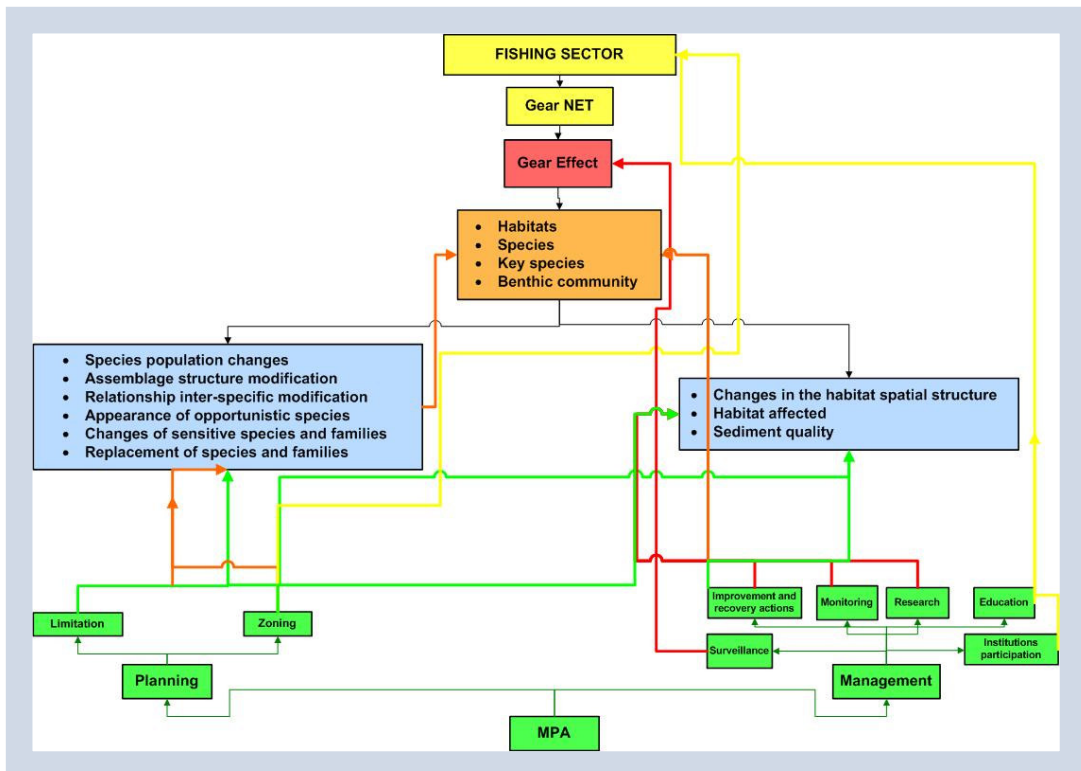 FISHING SECTOR
Gear NET
Gear Effect
• Habitats
• Species
• Key species
• Benthic community
• Species population changes
• Assemblage structure modification
• Relationship inter-specific modification
• Appearance of opportunistic species
• Changes of sensitive species and families
• Replacement of species and families
• Changes in the habitat spatial structure
• Habitat affected
• Sediment quality
Limitation
Zoning
Improvement and
recovery actions
Monitoring
Research
Education
Surveillance
Institutions
participation
Planning
Management
MPA